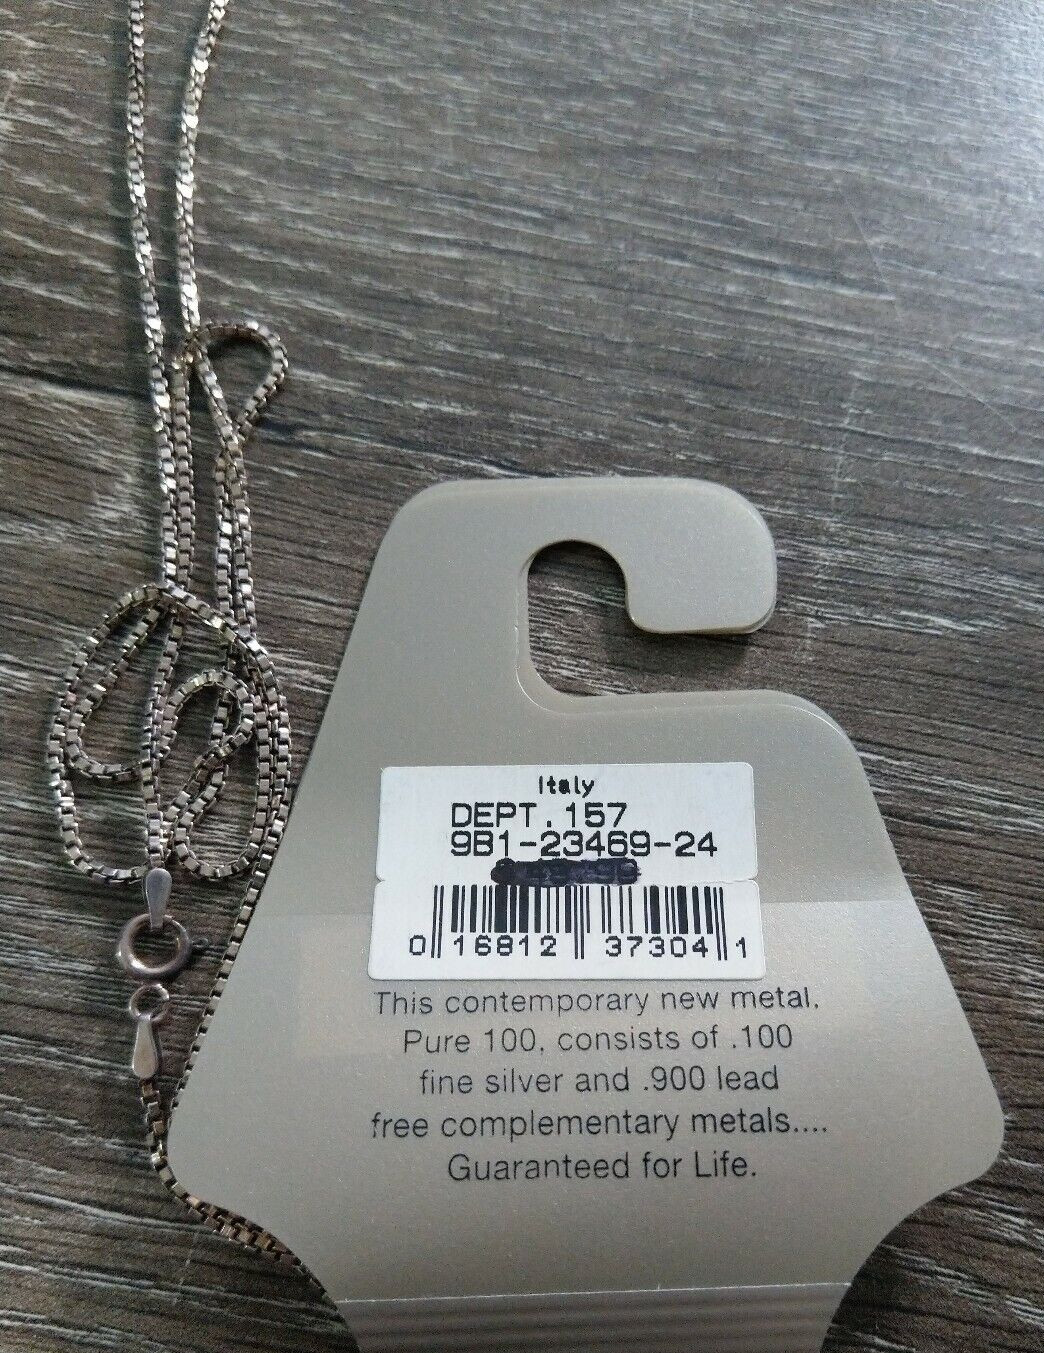 Italy
DEPT. 157
9B1-23469-24
0 16812 37304 1
This contemporary new metal,
Pure 100, consists of .100
fine silver and .900 lead
free complementary metals....
Guaranteed for Life.